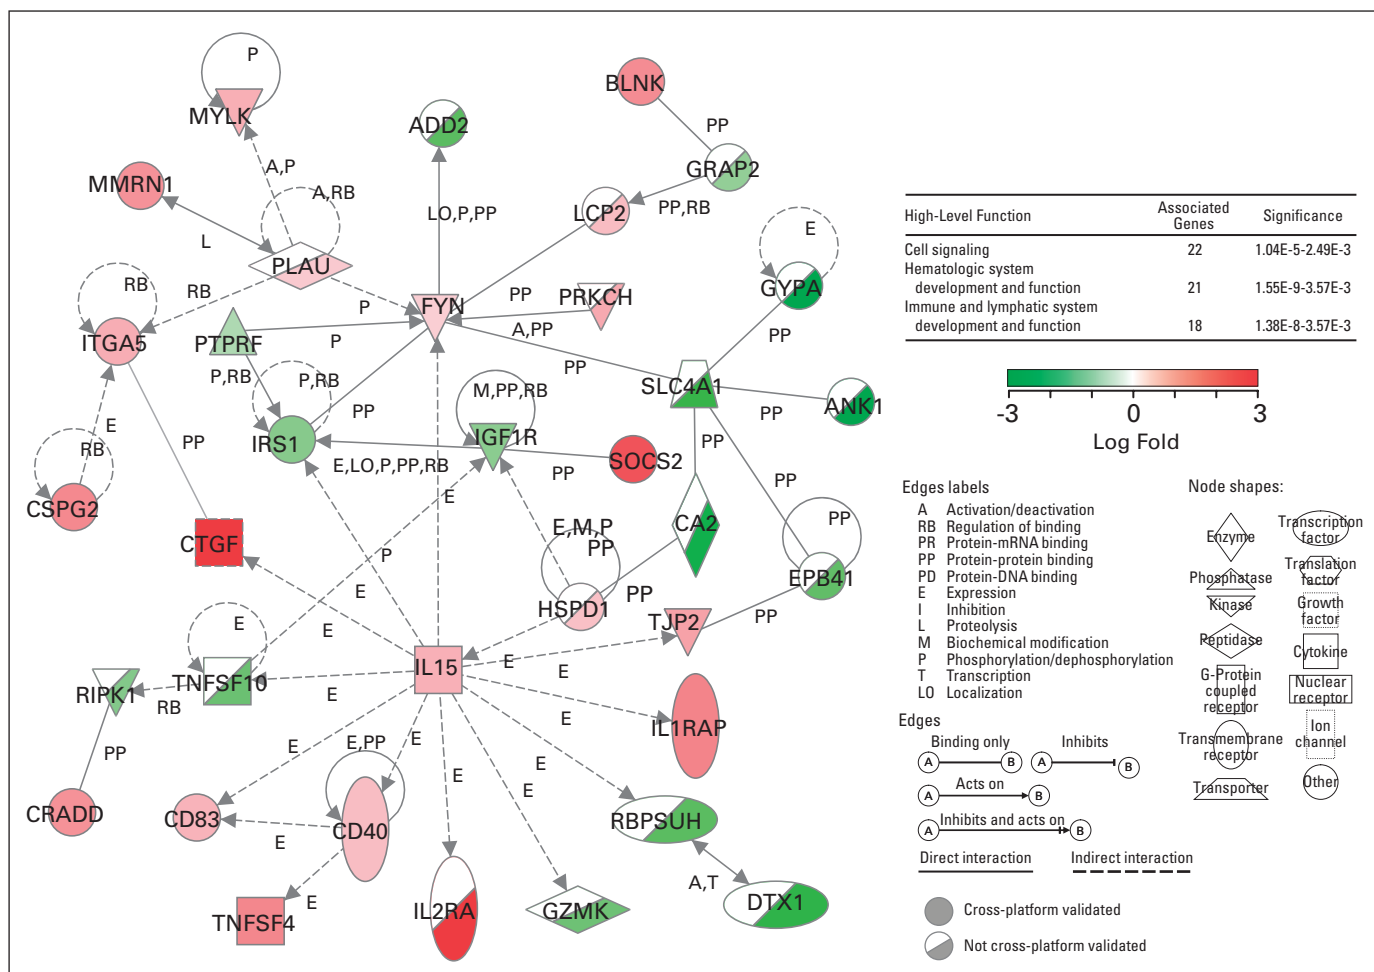 P
MYLK
BLNK
ADD2
PP
GRAP2
A,P
MMRN1
A,RB
LO,P,PP
LCP2
PP,RB
L
E
PLAU
RB
RB
GYPA
PRKCH
FYN
PP
P
A,PP
PP
ITGA5
PTPRF
P
PP
SLC4A1
P,RB
P,RB
M,PP,RB
PP
ANK1
E
PP
IRS1
IGF1R
PP
RB
E,LO,P,PP,RB
PP
SOCS2
PP
CSPG2
E
PP
CTGF
CA2
E,M,P
PP
P
EPB41
E
HSPD1
PP
TJP2
PP
E
E
IL15
E
E
RIPK1
TNFSF10
RB
E
E
IL1RAP
PP
E
E,PP
E
E
E
E
CRADD
CD83
CD40
RBPSUH
E
A,T
E
TNFSF4
IL2RA
GZMK
DTX1
High-Level Function
Associated
Genes
Significance
Cell signaling 22 1.04E-5-2.49E-3
Hematologic system
development and function 21 1.55E-9-3.57E-3
Immune and lymphatic system
development and function 18 1.38E-8-3.57E-3
-3 0 3
Log Fold
Edges labels
A Activation/deactivation
RB Regulation of binding
PR Protein-mRNA binding
PP Protein-protein binding
PD Protein-DNA binding
E Expression
I Inhibition
L Proteolysis
M Biochemical modification
P Phosphorylation/dephosphorylation
T Transcription
LO Localization
Node shapes:
Enzyme
Transcription
factor
Phosphatase
Translation
factor
Kinase
Growth
factor
Peptidase
Cytokine
G-Protein
coupled
receptor
Nuclear
receptor
Transmembrane
receptor
Ion
channel
Transporter
Other
Edges
Binding only
A B
Inhibits
A B
Acts on
A B
Inhibits and acts on
A B
Direct interaction
Indirect interaction
Cross-platform validated
Not cross-platform validated